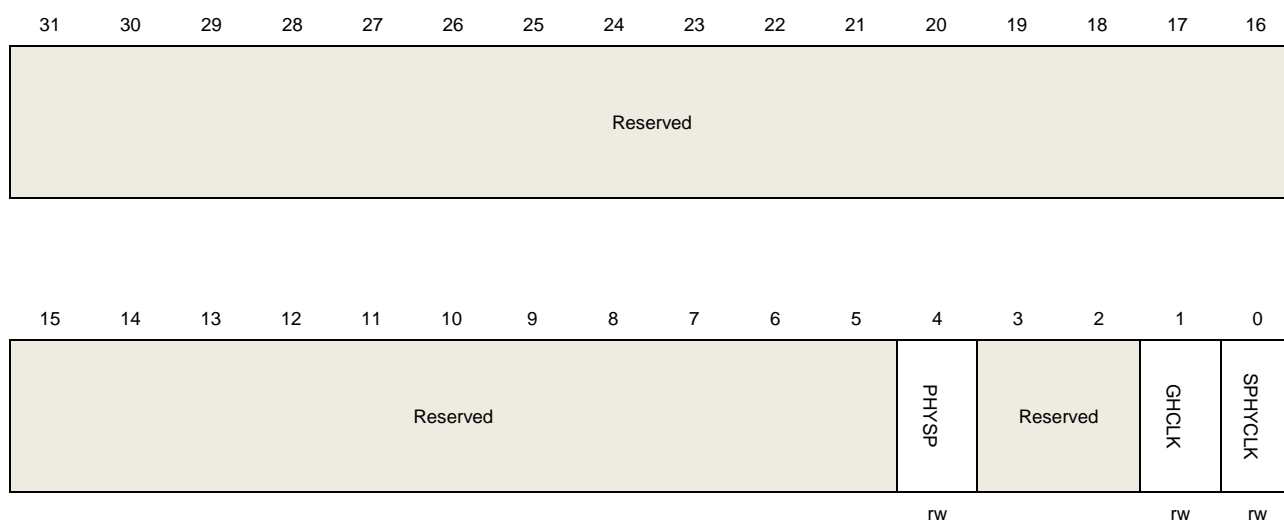 31 30 29 28 27 26 25 24 23 22 21 20 19 18 17 16
Reserved
15 14 13 12 11 10 9 8 7 6 5 4 3 2 1 0
Reserved PHYSP Reserved GHCLK SPHYCLK
rw rw rw